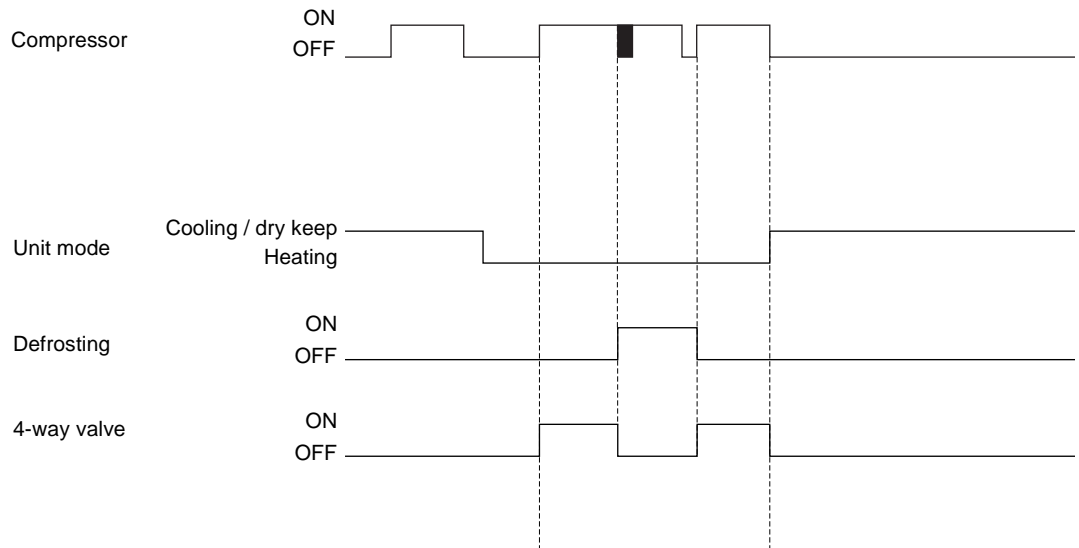 Compressor
ON
OFF
Unit mode
Cooling / dry keep
Heating
Defrosting
ON
OFF
4-way valve
ON
OFF